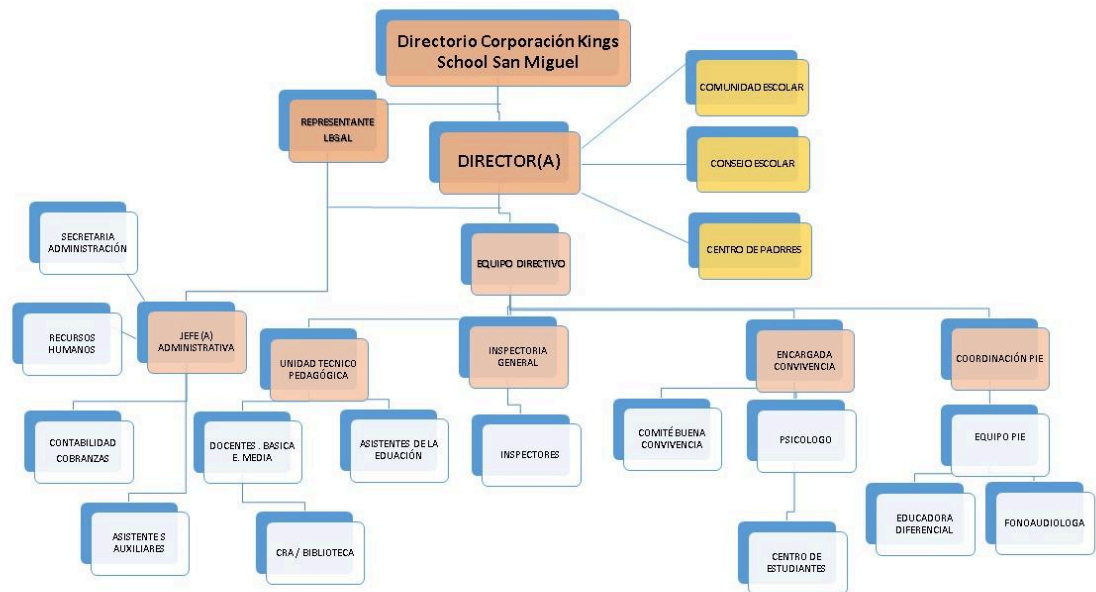 Directorio Corporación Kings
School San Miguel
COMUNIDAD ESCOLAR
REPRESENTANTE
LEGAL
DIRECTOR(A)
CONSEJO ESCOLAR
SECRETARIA
ADMINISTRACIÓN
EQUIPO DIRECTIVO
CENTRO DE PADRRES
RECURSOS
HUMANOS
JEFE (A)
ADMINISTRATIVA
UNIDAD TECNICO
PEDAGÓGICA
INSPECTORIA
GENERAL
ENCARGADA
CONVIVENCIA
COORDINACIÓN PIE
CONTABILIDAD
COBRANZAS
DOCENTES . BASICA
E. MEDIA
ASISTENTES DE LA
EDUACIÓN
INSPECTORES
COMITÉ BUENA
CONVIVENCIA
PSICOLOGO
EQUIPO PIE
ASISTENTE S
AUXILIARES
CRA / BIBLIOTECA
CENTRO DE
ESTUDIANTES
EDUCADORA
DIFERENCIAL
FONOAUDIOLOGA